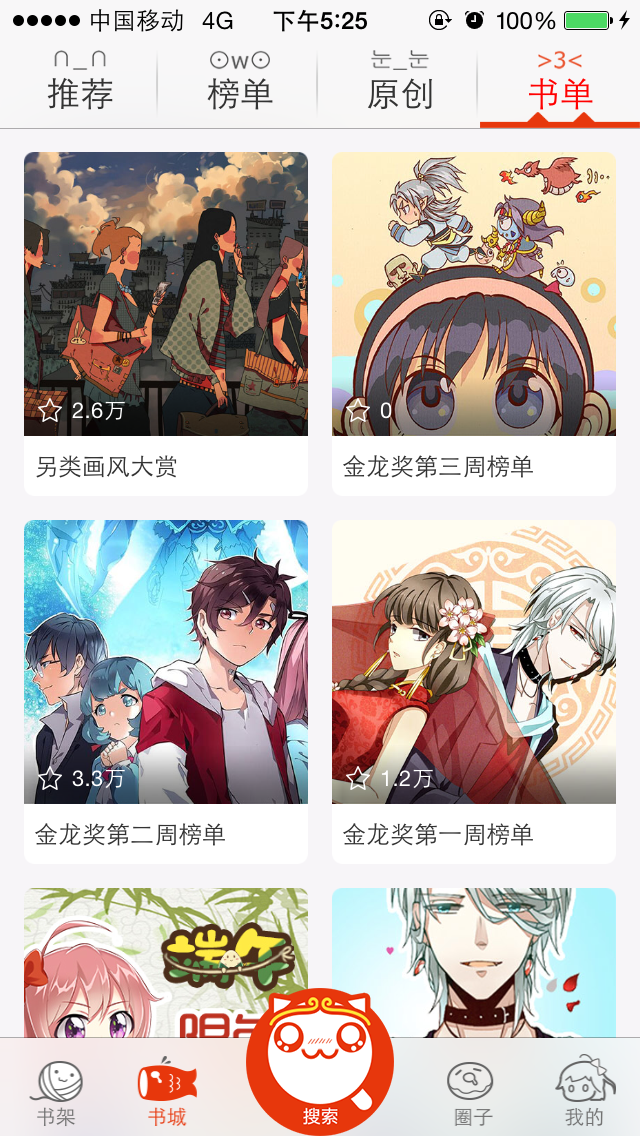 中国移动 4G 下午5:25 100%
∩_∩ ⊙w⊙ 눈_눈 >3<
推荐 榜单 原创 书单
2.6万 0
另类画风大赏 金龙奖第三周榜单
3.3万 1.2万
金龙奖第二周榜单 金龙奖第一周榜单
端午
书架 书城 搜索 圈子 我的